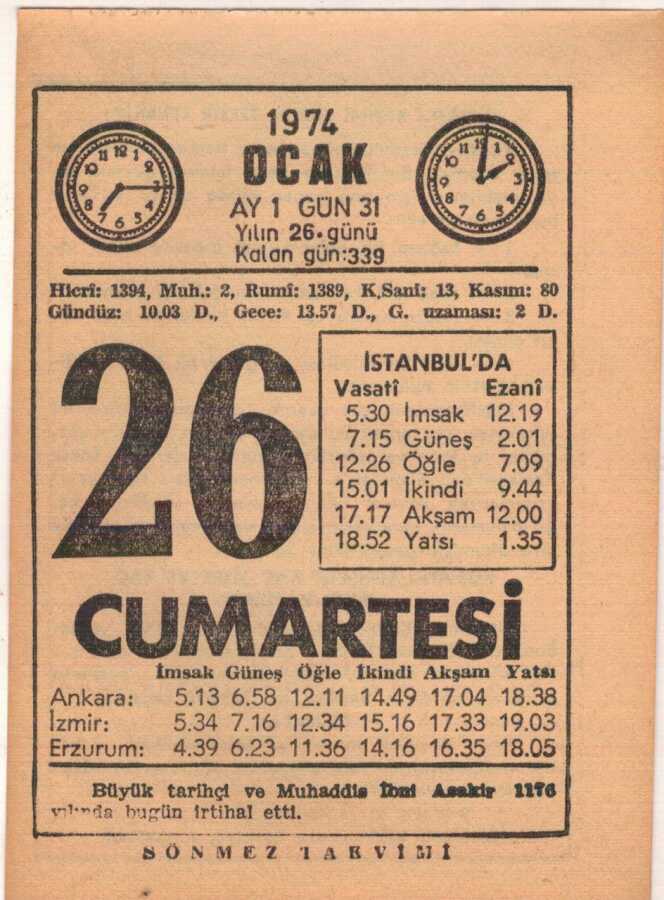 1974
OCAK
AY 1 GÜN 31
Yılın 26.günü
Kalan gün:339
Hicrî: 1394, Muh.: 2, Rumî: 1389, K.Sani: 13, Kasım: 80
Gündüz: 10.03 D., Gece: 13.57 D., G. uzaması: 2 D.
26
İSTANBUL'DA
Vasatî Ezanî
5.30 İmsak 12.19
7.15 Güneş 2.01
12.26 Öğle 7.09
15.01 İkindi 9.44
17.17 Akşam 12.00
18.52 Yatsı 1.35
CUMARTESİ
İmsak Güneş Öğle İkindi Akşam Yatsı
Ankara: 5.13 6.58 12.11 14.49 17.04 18.38
İzmir: 5.34 7.16 12.34 15.16 17.33 19.03
Erzurum: 4.39 6.23 11.36 14.16 16.35 18.05
Büyük tarihçi ve Muhaddis İbni Asakir 1176
yılında bugün irtihal etti.
SÖNMEZ TAKVİMİ